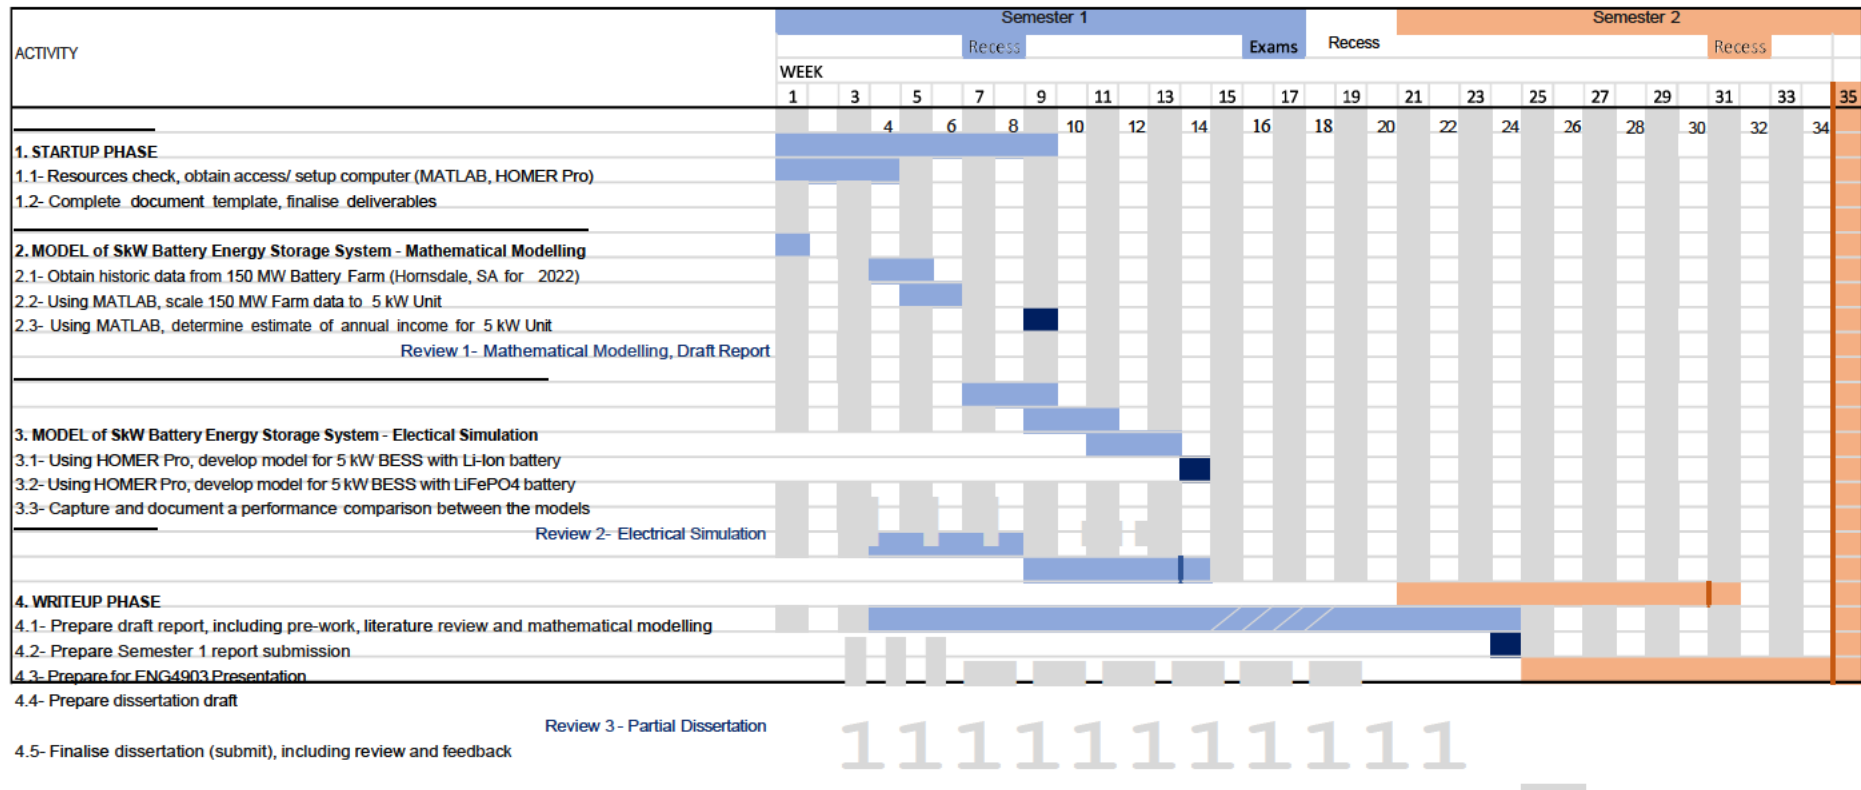 Semester 1 Semester 2
ACTIVITY Recess Exams Recess Recess
WEEK
1 3 5 7 9 11 13 15 17 19 21 23 25 27 29 31 33 35
4 6 8 10 12 14 16 18 20 22 24 26 28 30 32 34
1. STARTUP PHASE
1.1- Resources check, obtain access/ setup computer (MATLAB, HOMER Pro)
1.2- Complete document template, finalise deliverables
2. MODEL of SkW Battery Energy Storage System - Mathematical Modelling
2.1- Obtain historic data from 150 MW Battery Farm (Hornsdale, SA for 2022)
2.2- Using MATLAB, scale 150 MW Farm data to 5 kW Unit
2.3- Using MATLAB, determine estimate of annual income for 5 kW Unit
Review 1- Mathematical Modelling, Draft Report
3. MODEL of SkW Battery Energy Storage System - Electical Simulation
3.1- Using HOMER Pro, develop model for 5 kW BESS with Li-Ion battery
3.2- Using HOMER Pro, develop model for 5 kW BESS with LiFePO4 battery
3.3- Capture and document a performance comparison between the models
Review 2- Electrical Simulation
4. WRITEUP PHASE
4.1- Prepare draft report, including pre-work, literature review and mathematical modelling
4.2- Prepare Semester 1 report submission
4.3- Prepare for ENG4903 Presentation
4.4- Prepare dissertation draft
Review 3 - Partial Dissertation
11111111111
4.5- Finalise dissertation (submit), including review and feedback